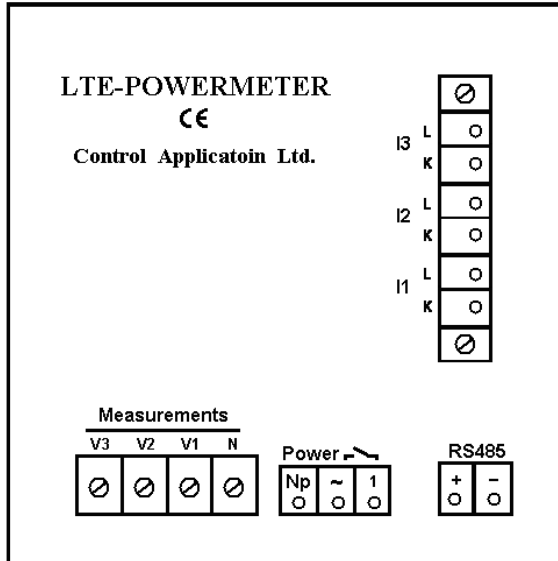 LTE-POWERMETER
CE
Control Applicatoin Ltd.
I3 L
K
I2 L
K
I1 L
K
Measurements
V3 V2 V1 N
Power
Np ~ 1
RS485
+ -